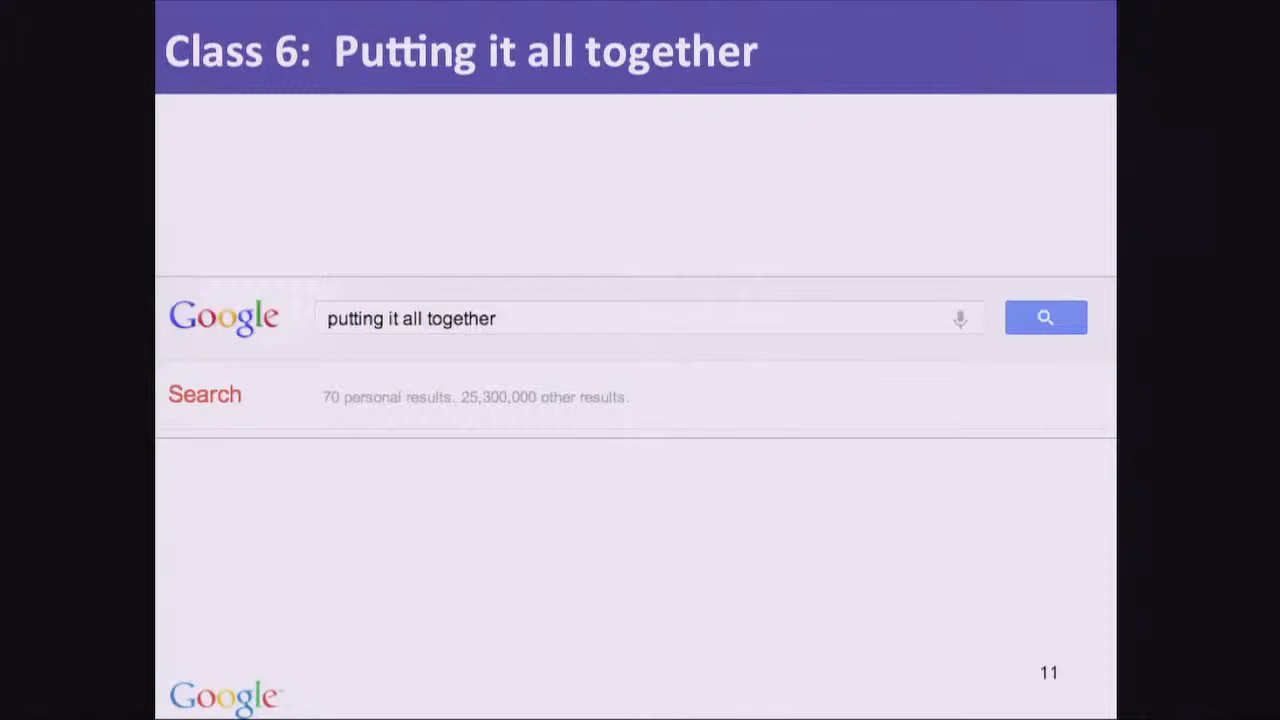 Class 6: Putting it all together
Google
putting it all together
Search
70 personal results. 25,300,000 other results.
11
Google